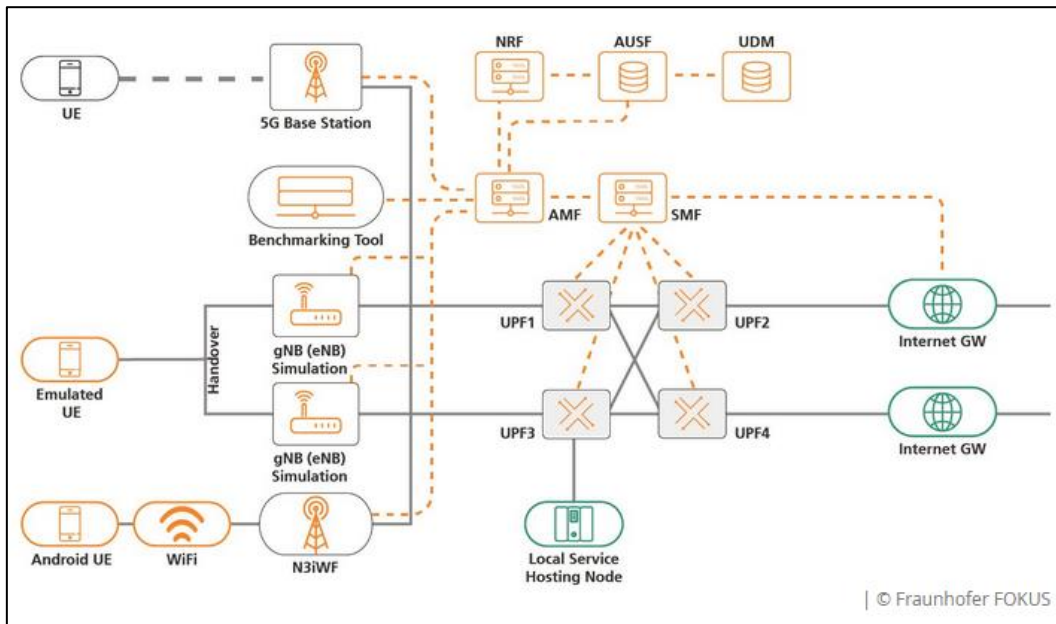 NRF
AUSF
UDM
UE
5G Base Station
AMF
SMF
Benchmarking Tool
UPF1
UPF2
Internet GW
Handover
gNB (eNB)
Simulation
Emulated
UE
UPF3
UPF4
Internet GW
gNB (eNB)
Simulation
Android UE
WiFi
N3iWF
Local Service
Hosting Node
| © Fraunhofer FOKUS